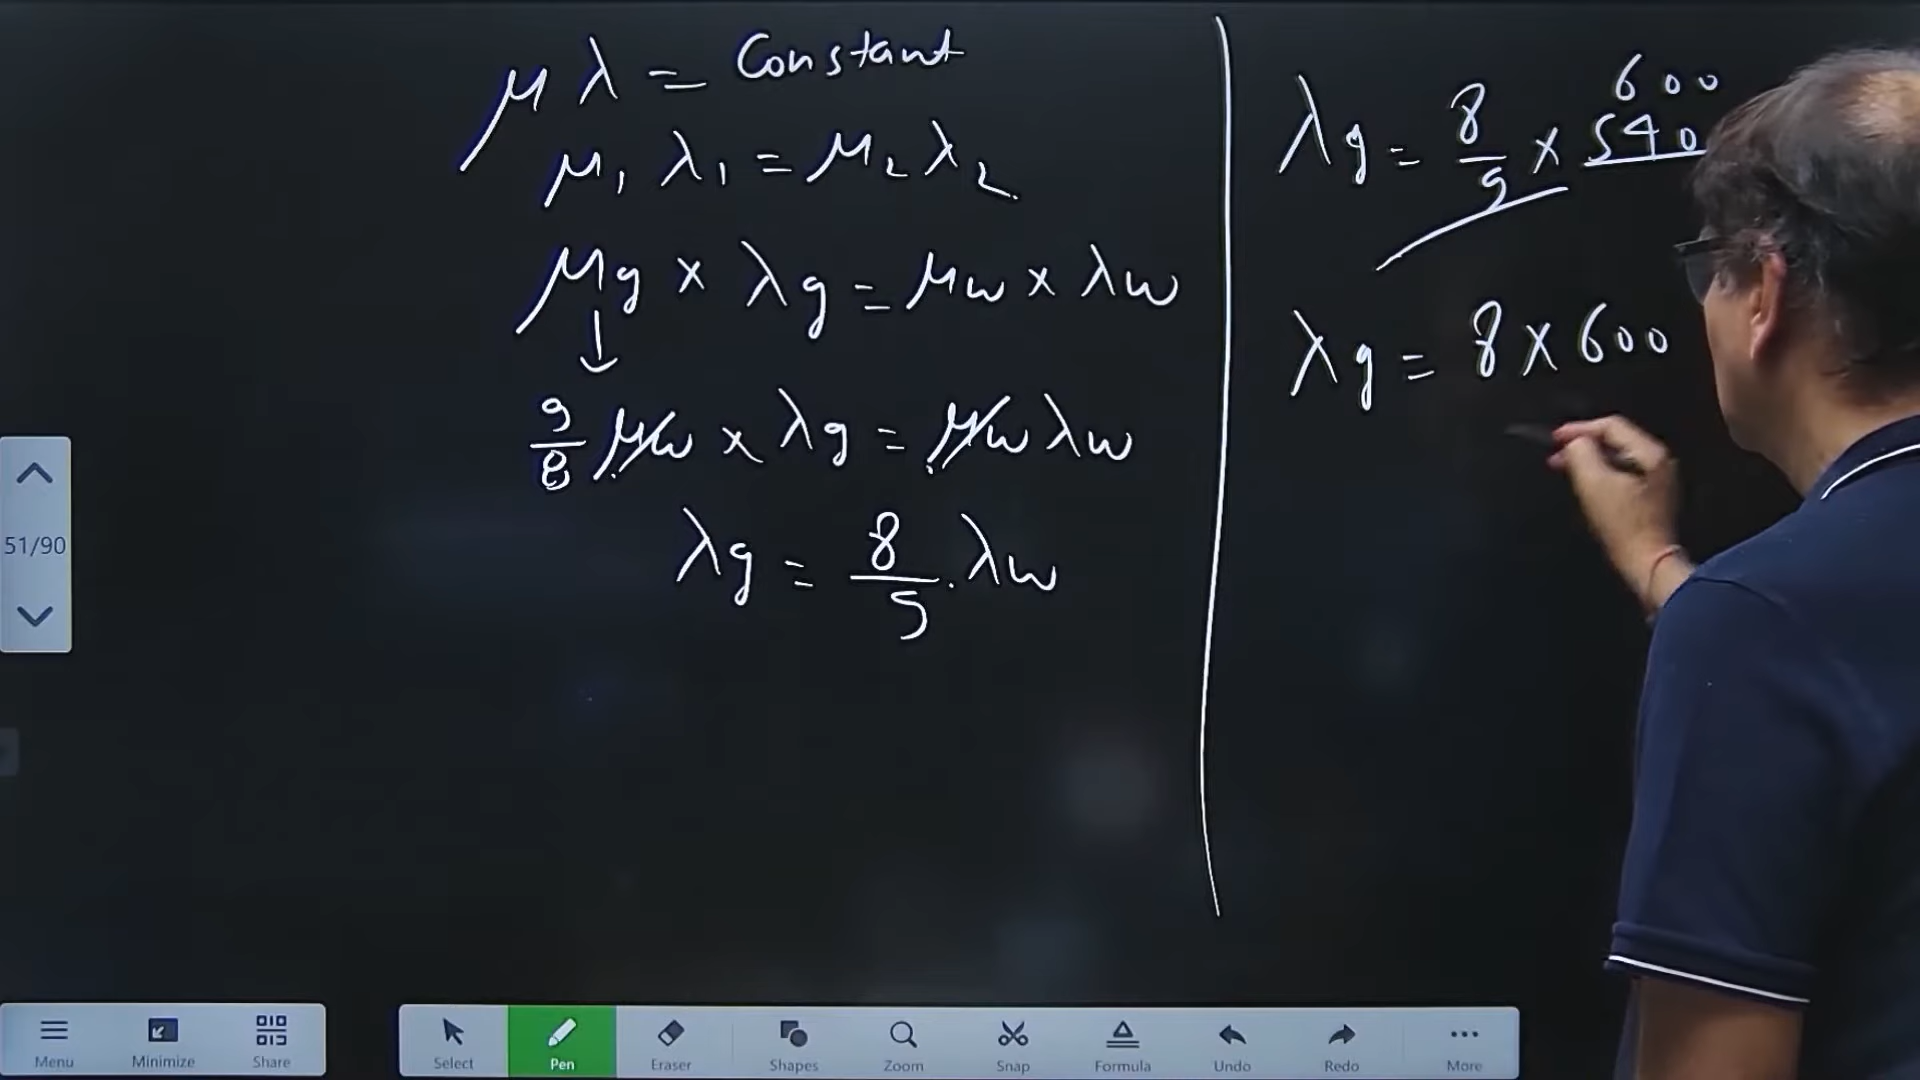 μ λ = Constant
μ₁ λ₁ = μ₂ λ₂
μg × λg = μw × λw
↓
9/8 μw × λg = μw λw
λg = 8/9 . λw
600
λg = 8/9 × 540
λg = 8 × 600
51/90
Menu
Minimize
Share
Select
Pen
Eraser
Shapes
Zoom
Snap
Formula
Undo
Redo
More